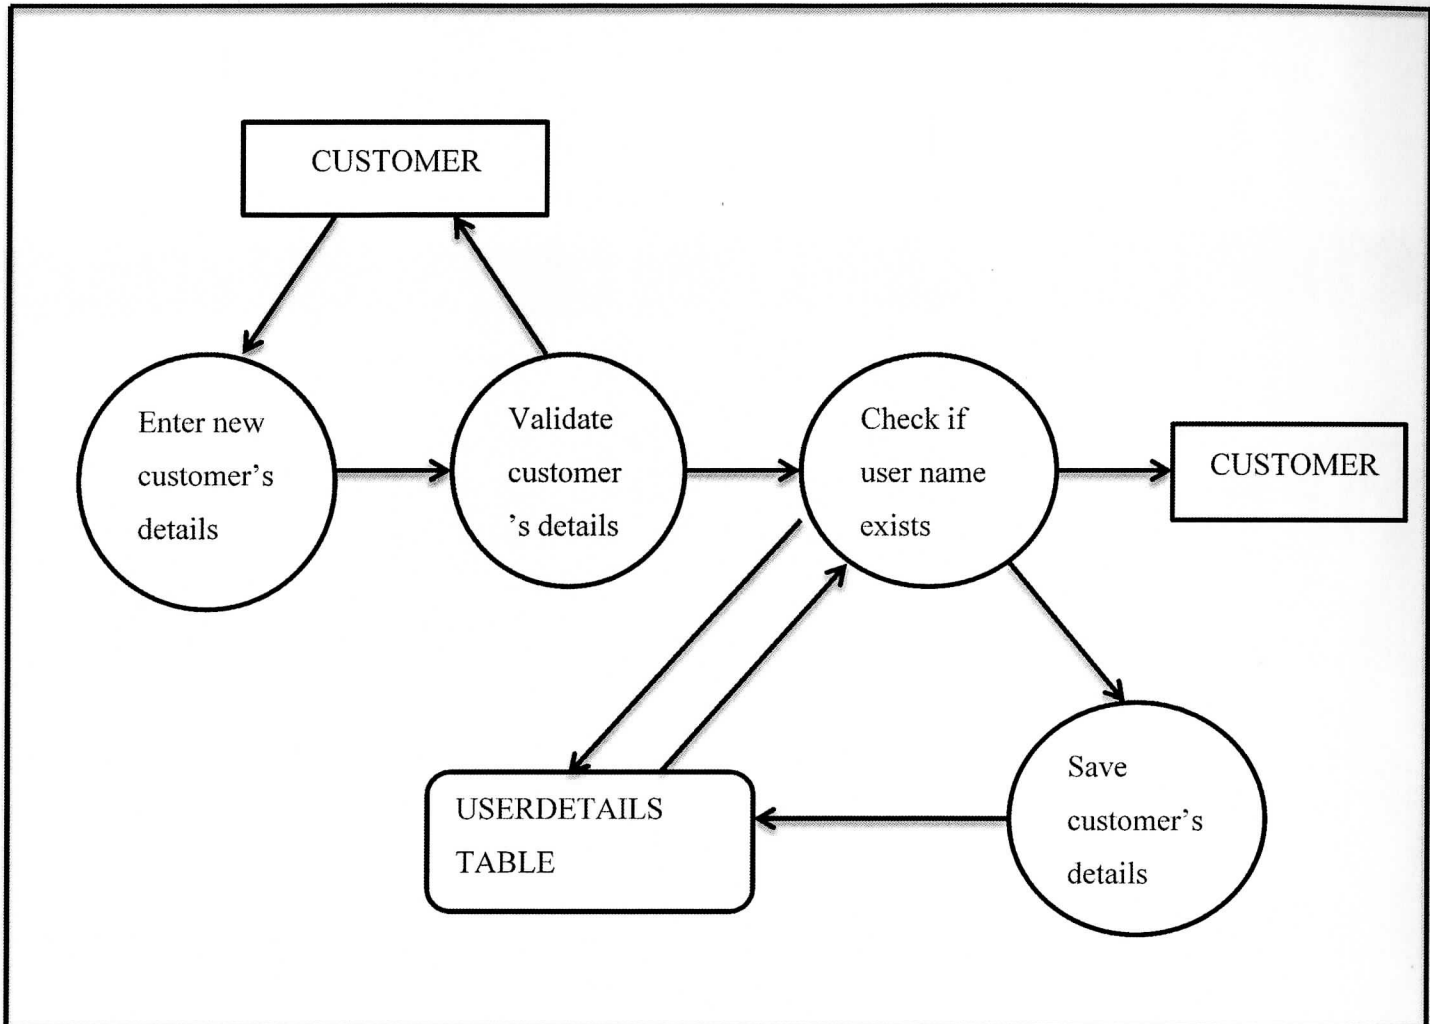 CUSTOMER
Enter new
customer’s
details
Validate
customer
’s details
Check if
user name
exists
CUSTOMER
USERDETAILS
TABLE
Save
customer’s
details